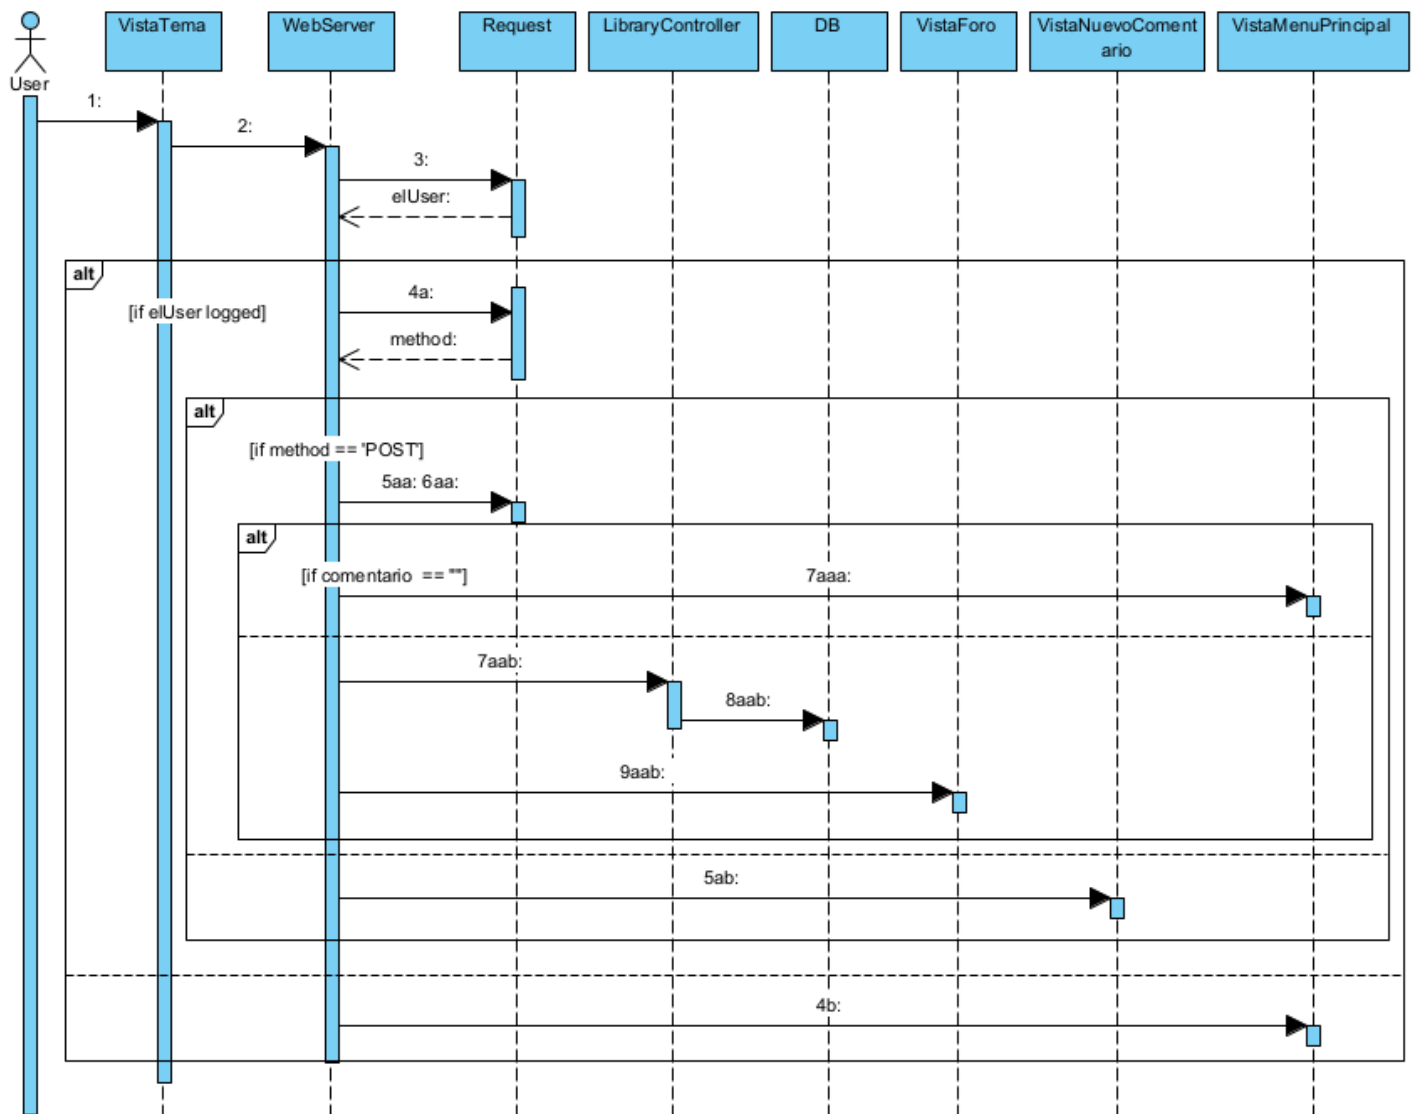 VistaTema
WebServer
Request
LibraryController
DB
VistaForo
VistaNuevoComent
ario
VistaMenuPrincipal
User
1:
2:
3:
elUser:
alt
[if elUser logged]
4a:
method:
alt
[if method == 'POST']
5aa: 6aa:
alt
[if comentario == ""]
7aaa:
7aab:
8aab:
9aab:
5ab:
4b: